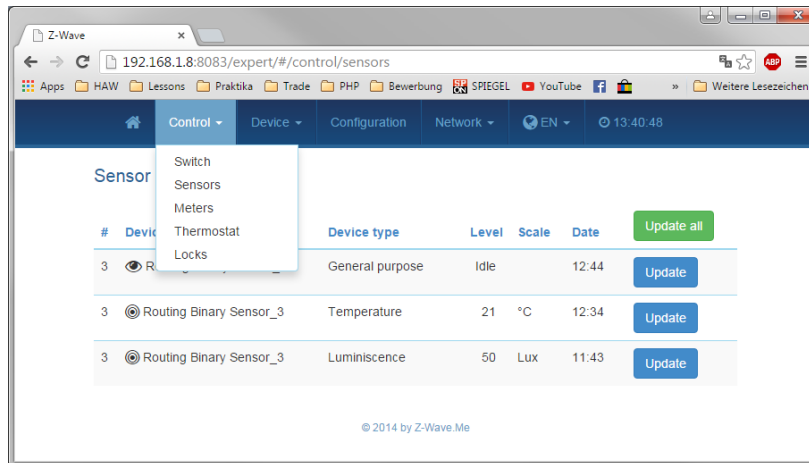 Z-Wave
192.168.1.8:8083/expert/#/control/sensors
ABP
Apps HAW Lessons Praktika Trade PHP Bewerbung SPIEGEL YouTube » Weitere Lesezeichen
Control Device Configuration Network EN 13:40:48
Switch
Sensors
Meters
Thermostat
Locks
Sensor
# Device type Level Scale Date Update all
3 General purpose Idle 12:44 Update
3 Routing Binary Sensor_3 Temperature 21 °C 12:34 Update
3 Routing Binary Sensor_3 Luminiscence 50 Lux 11:43 Update
© 2014 by Z-Wave.Me